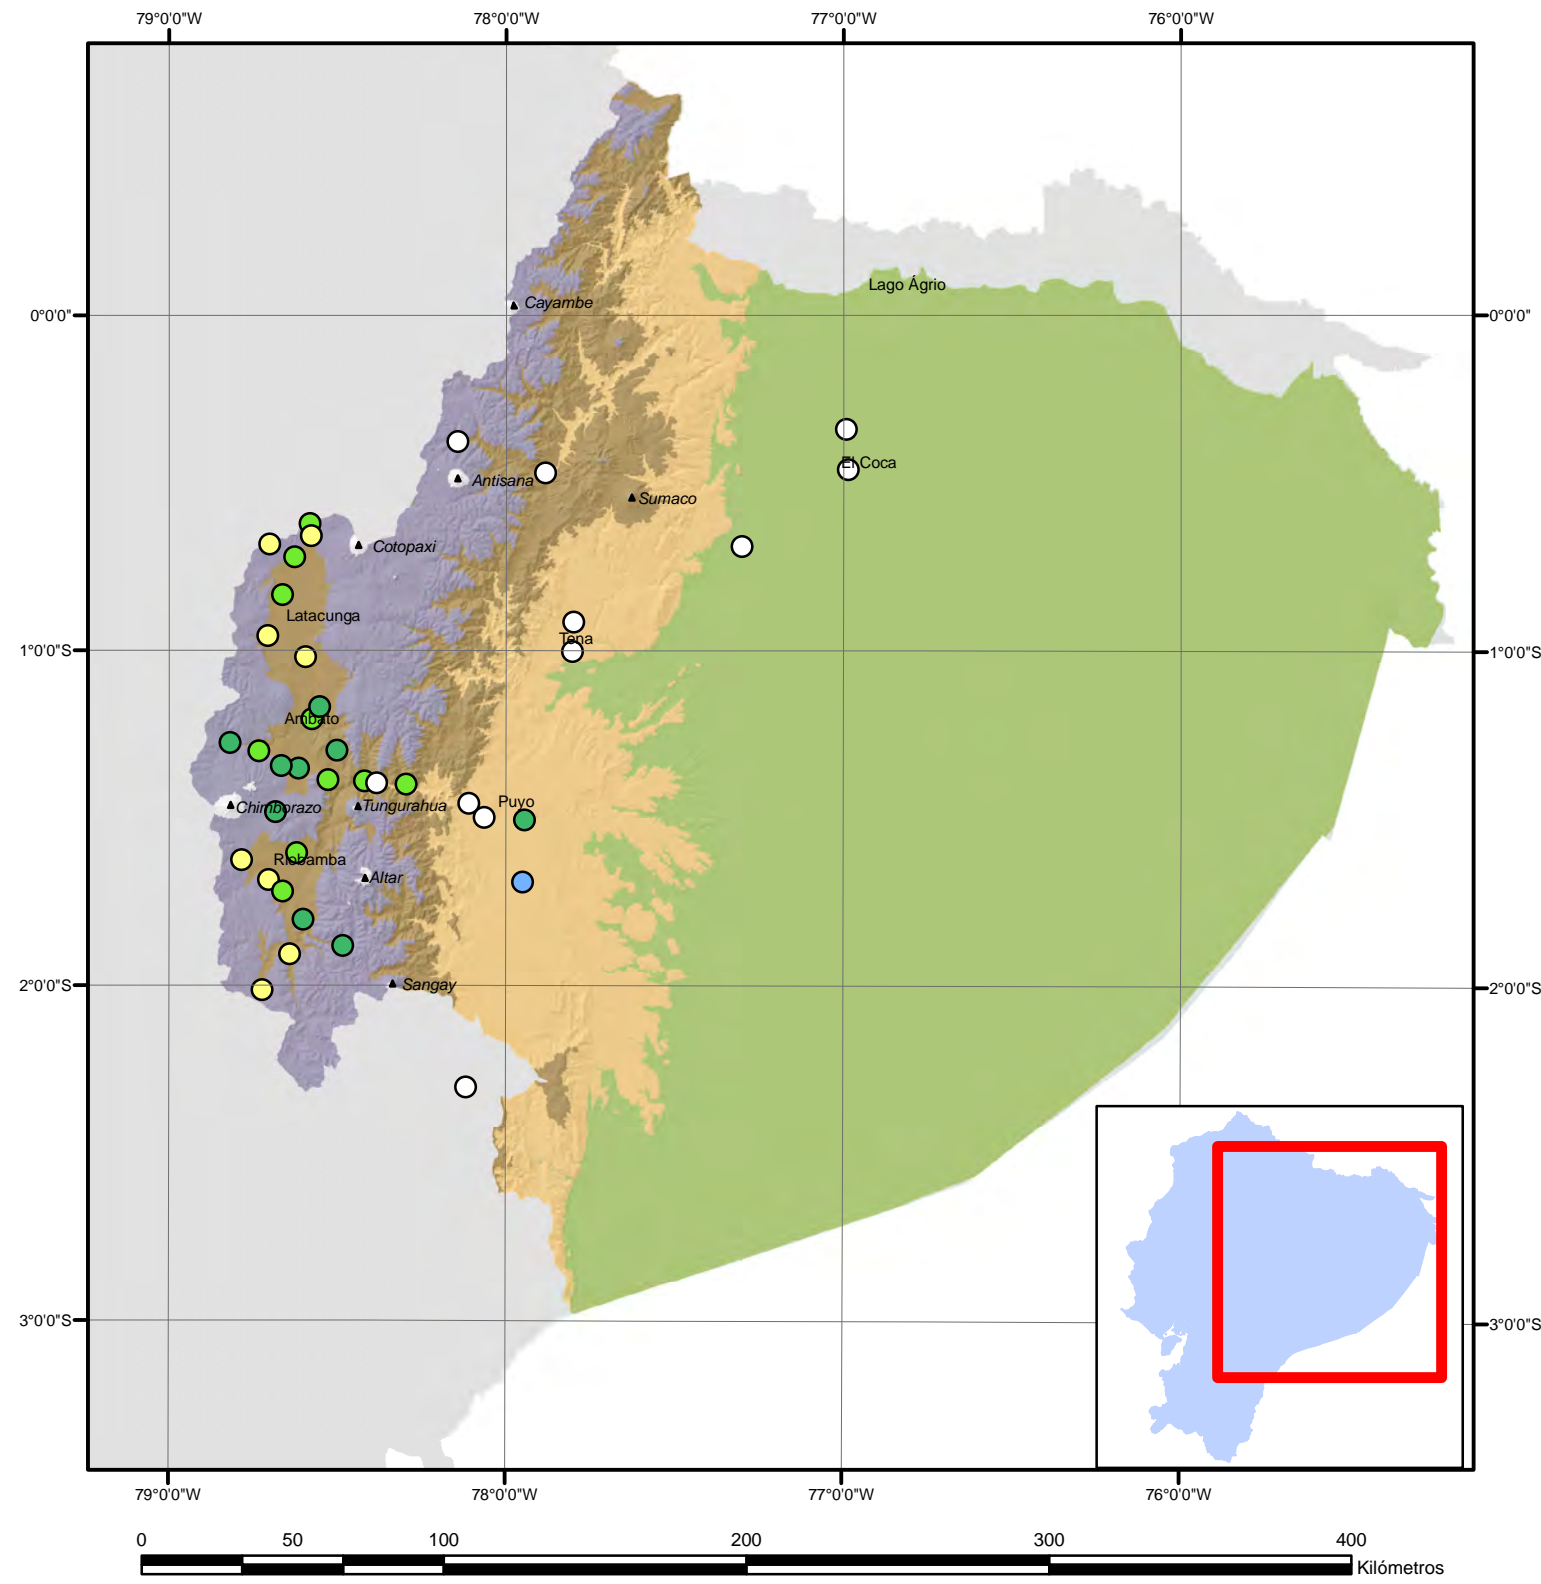 79°0'0"W 78°0'0"W 77°0'0"W 76°0'0"W
Lago Ágrio
Cayambe
0°0'0" 0°0'0"
El Coca
Antisana
Sumaco
Cotopaxi
Latacunga
Tena
1°0'0"S 1°0'0"S
Ambato
Puyo
Chimborazo
Tungurahua
Riobamba
Altar
Sangay
2°0'0"S 2°0'0"S
3°0'0"S 3°0'0"S
79°0'0"W 78°0'0"W 77°0'0"W 76°0'0"W
0 50 100 200 300 400
Kilómetros